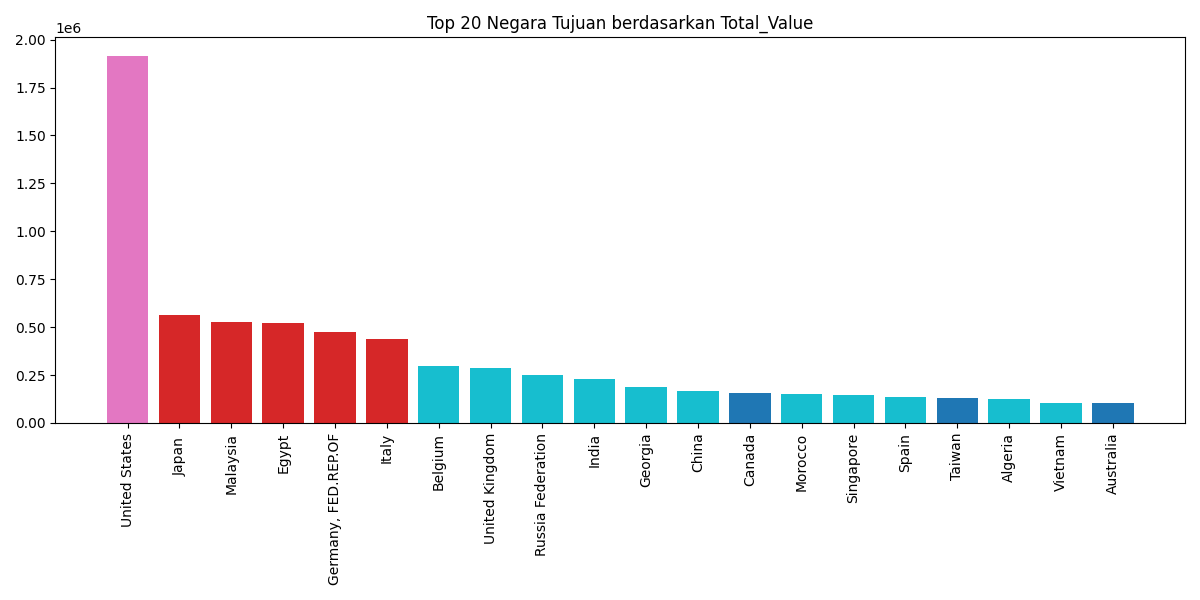 Top 20 Negara Tujuan berdasarkan Total_Value
1e6
2.00
1.75
1.50
1.25
1.00
0.75
0.50
0.25
0.00
United States
Japan
Malaysia
Egypt
Germany, FED.REP.OF
Italy
Belgium
United Kingdom
Russia Federation
India
Georgia
China
Canada
Morocco
Singapore
Spain
Taiwan
Algeria
Vietnam
Australia